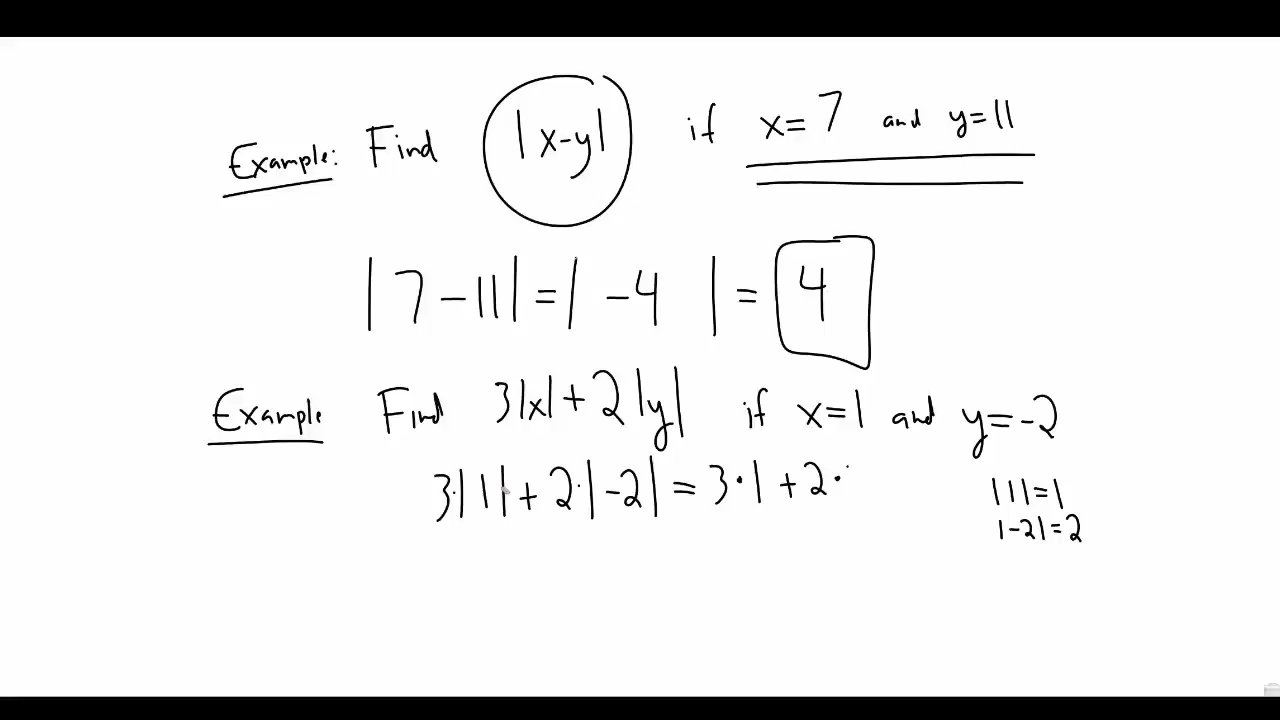 Example: Find |x-y| if x=7 and y=11
|7-11|=|-4|=4
Example Find 3|x|+2|y| if x=1 and y=-2
3·|1|+2·|-2|=3·1+2·
|1|=1
|-2|=2